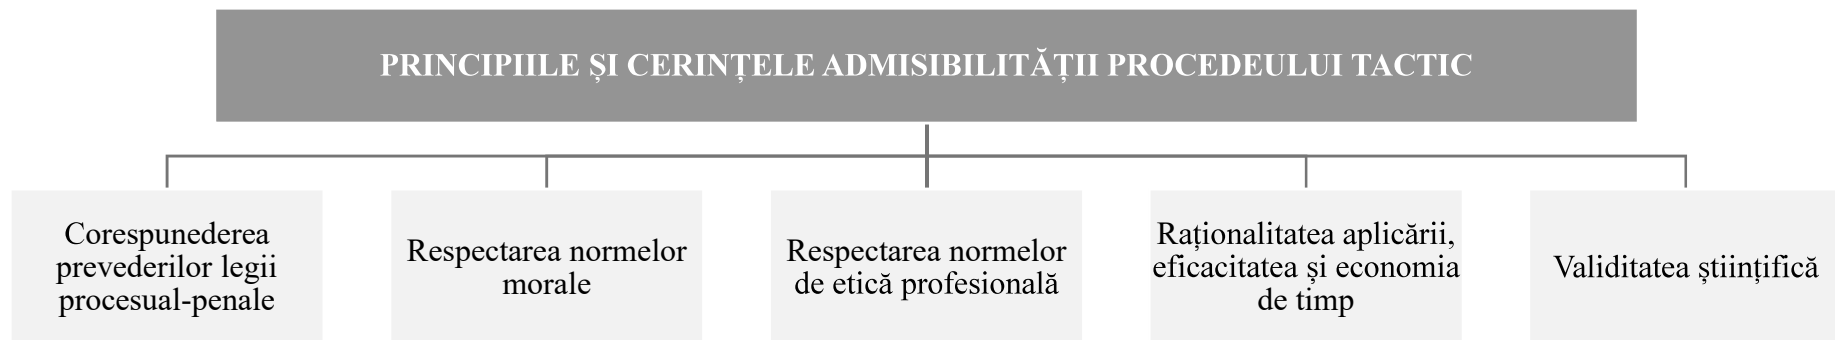 PRINCIPIILE ȘI CERINȚELE ADMISIBILITĂȚII PROCEDEULUI TACTIC
Corespunederea
prevederilor legii
procesual-penale
Respectarea normelor
morale
Respectarea normelor
de etică profesională
Raționalitatea aplicării,
eficacitatea și economia
de timp
Validitatea științifică